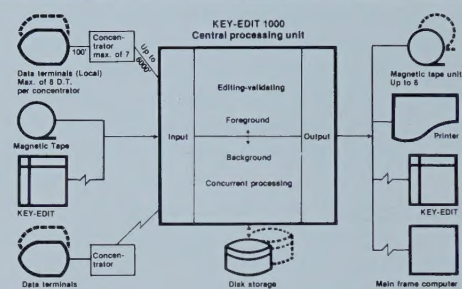 KEY-EDIT 1000
Central processing unit
Concen-
trator
max. of 7
100'
Up to
6000'
Data terminals (Local)
Max. of 8 D.T.
per concentrator
Magnetic Tape
KEY-EDIT
Concen-
trator
Data terminals
Input
Editing-validating
Foreground
Background
Concurrent processing
Output
Disk storage
Magnetic tape unit
Up to 8
Printer
KEY-EDIT
Main frame computer